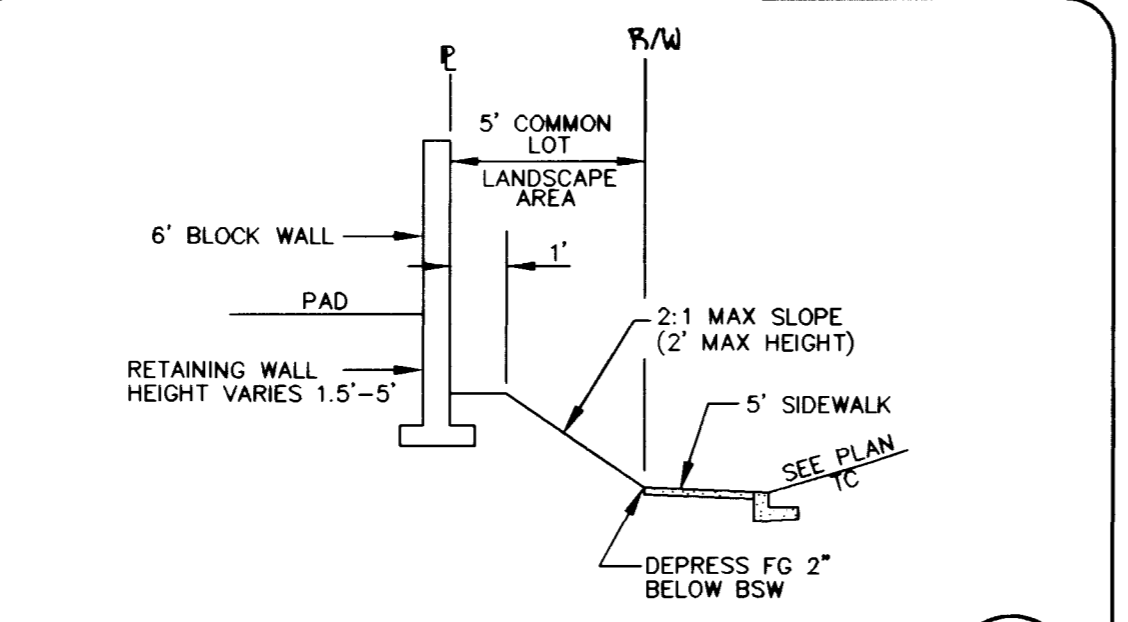 ℄
R/W
5' COMMON
LOT
LANDSCAPE
AREA
6' BLOCK WALL
1'
PAD
2:1 MAX SLOPE
(2' MAX HEIGHT)
RETAINING WALL
HEIGHT VARIES 1.5'-5'
5' SIDEWALK
SEE PLAN
TC
DEPRESS FG 2"
BELOW BSW